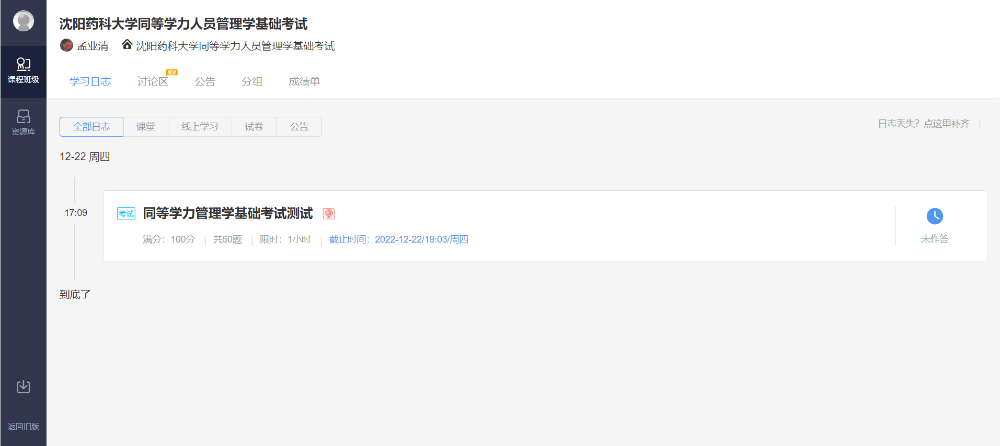 沈阳药科大学同等学力人员管理学基础考试
孟业清 沈阳药科大学同等学力人员管理学基础考试
课程班级
学习日志 讨论区 NEW 公告 分组 成绩单
资源库
全部日志 课堂 线上学习 试卷 公告
日志丢失？点这里补齐
12-22 周四
17:09
考试 同等学力管理学基础考试测试
满分：100分 | 共50题 | 限时：1小时 | 截止时间：2022-12-22/19:03/周四
未作答
到底了
返回旧版